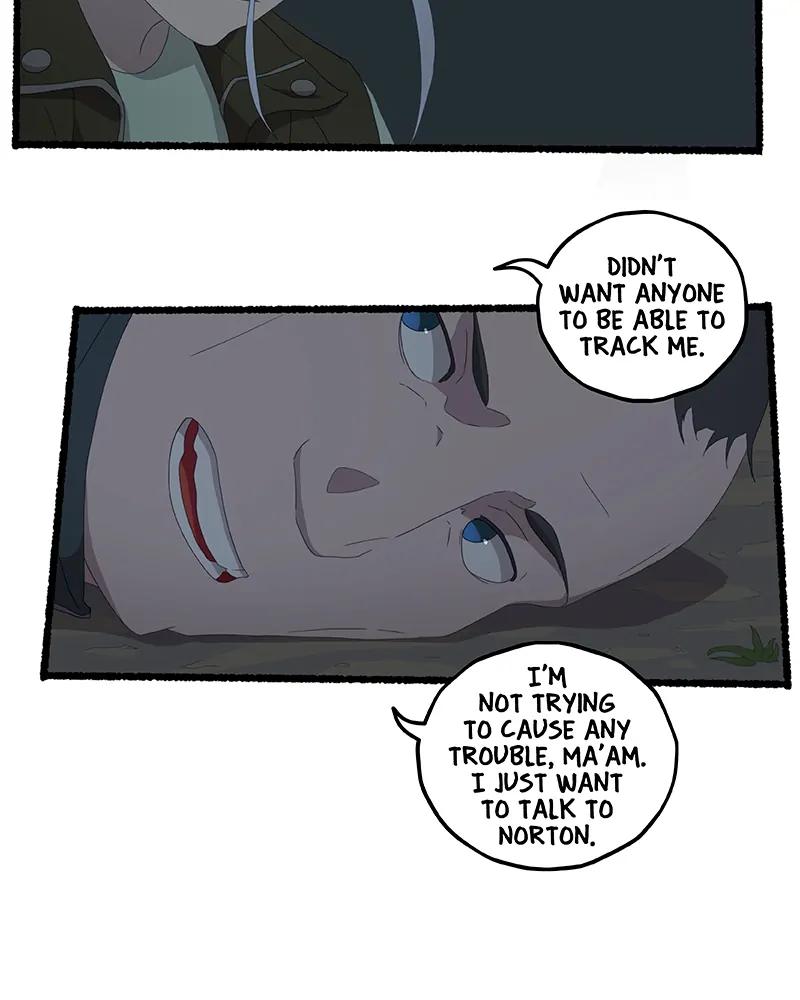 DIDN'T
WANT ANYONE
TO BE ABLE TO
TRACK ME.
I'M
NOT TRYING
TO CAUSE ANY
TROUBLE, MA'AM.
I JUST WANT
TO TALK TO
NORTON.